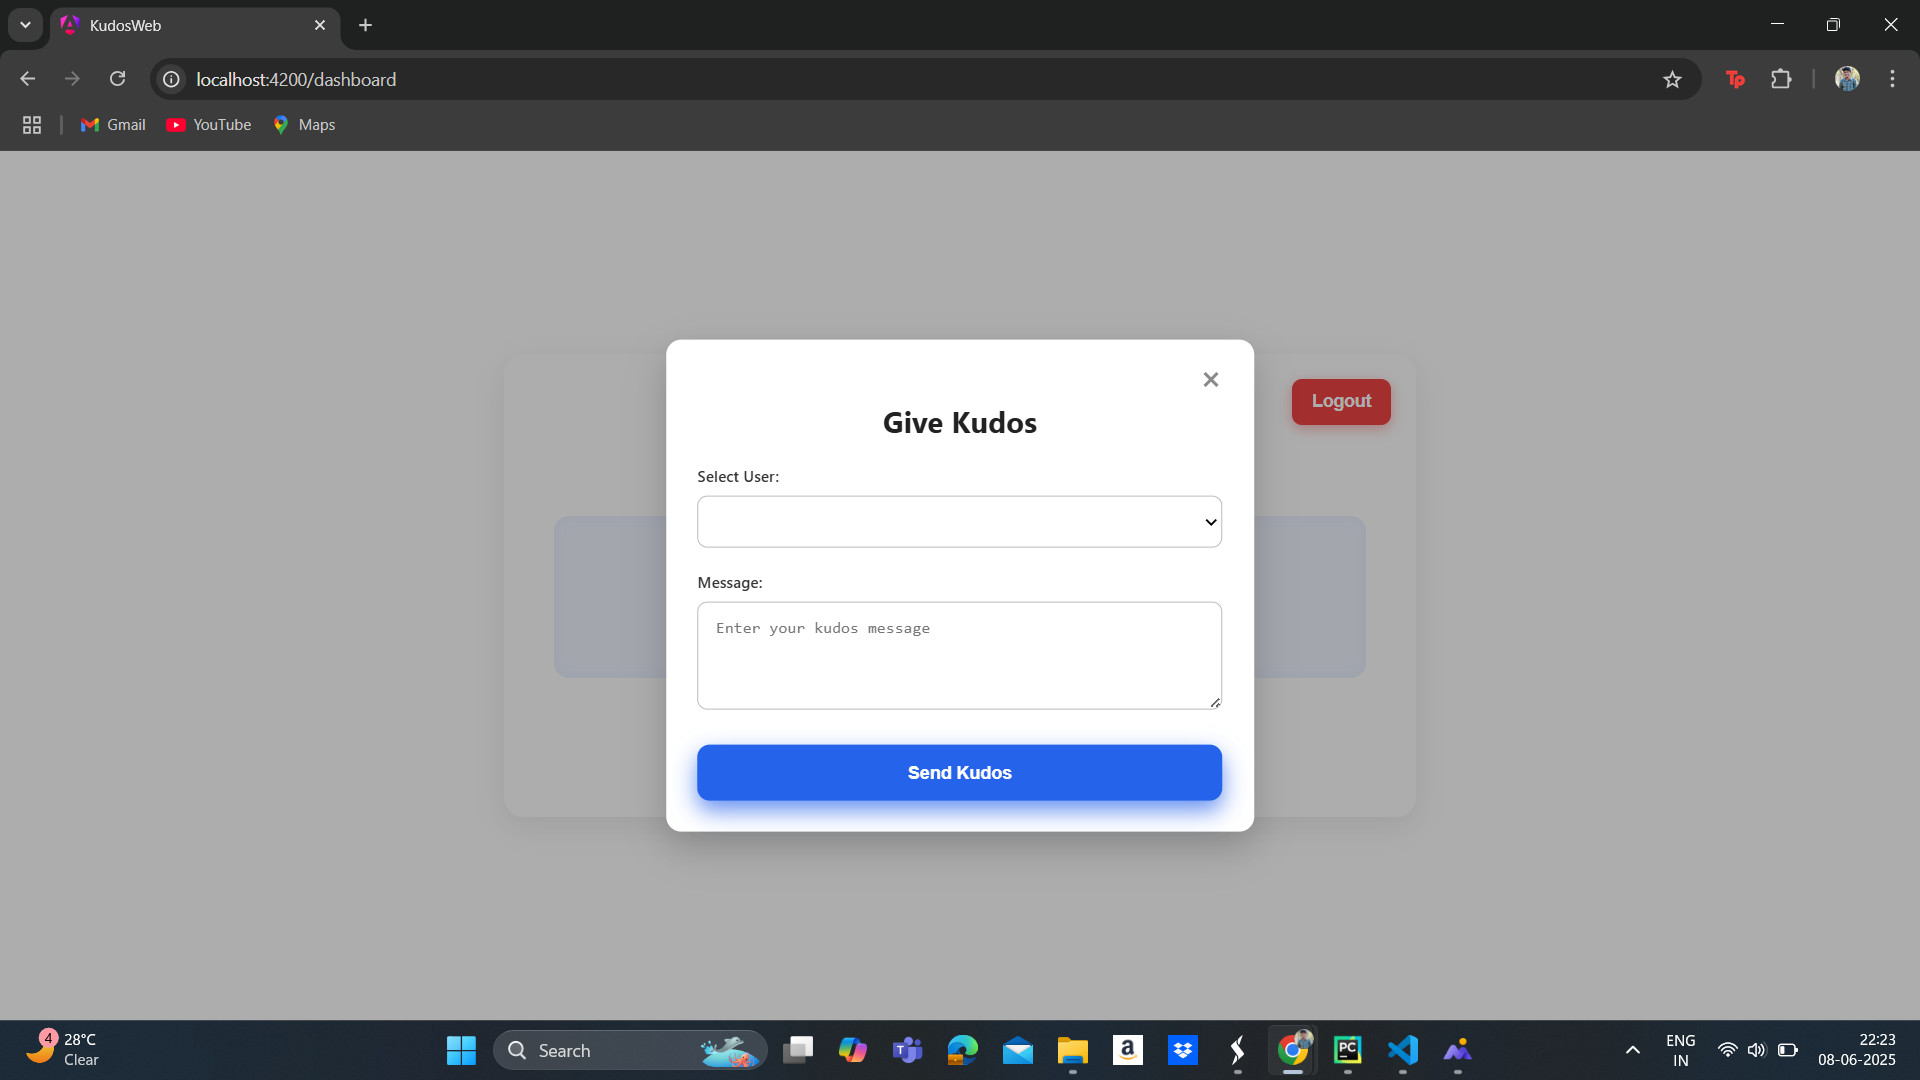 KudosWeb
localhost:4200/dashboard
Gmail
YouTube
Maps
Logout
Give Kudos
Select User:
Message:
Enter your kudos message
Send Kudos
4
28°C
Clear
Search
PC
ENG
IN
22:23
08-06-2025